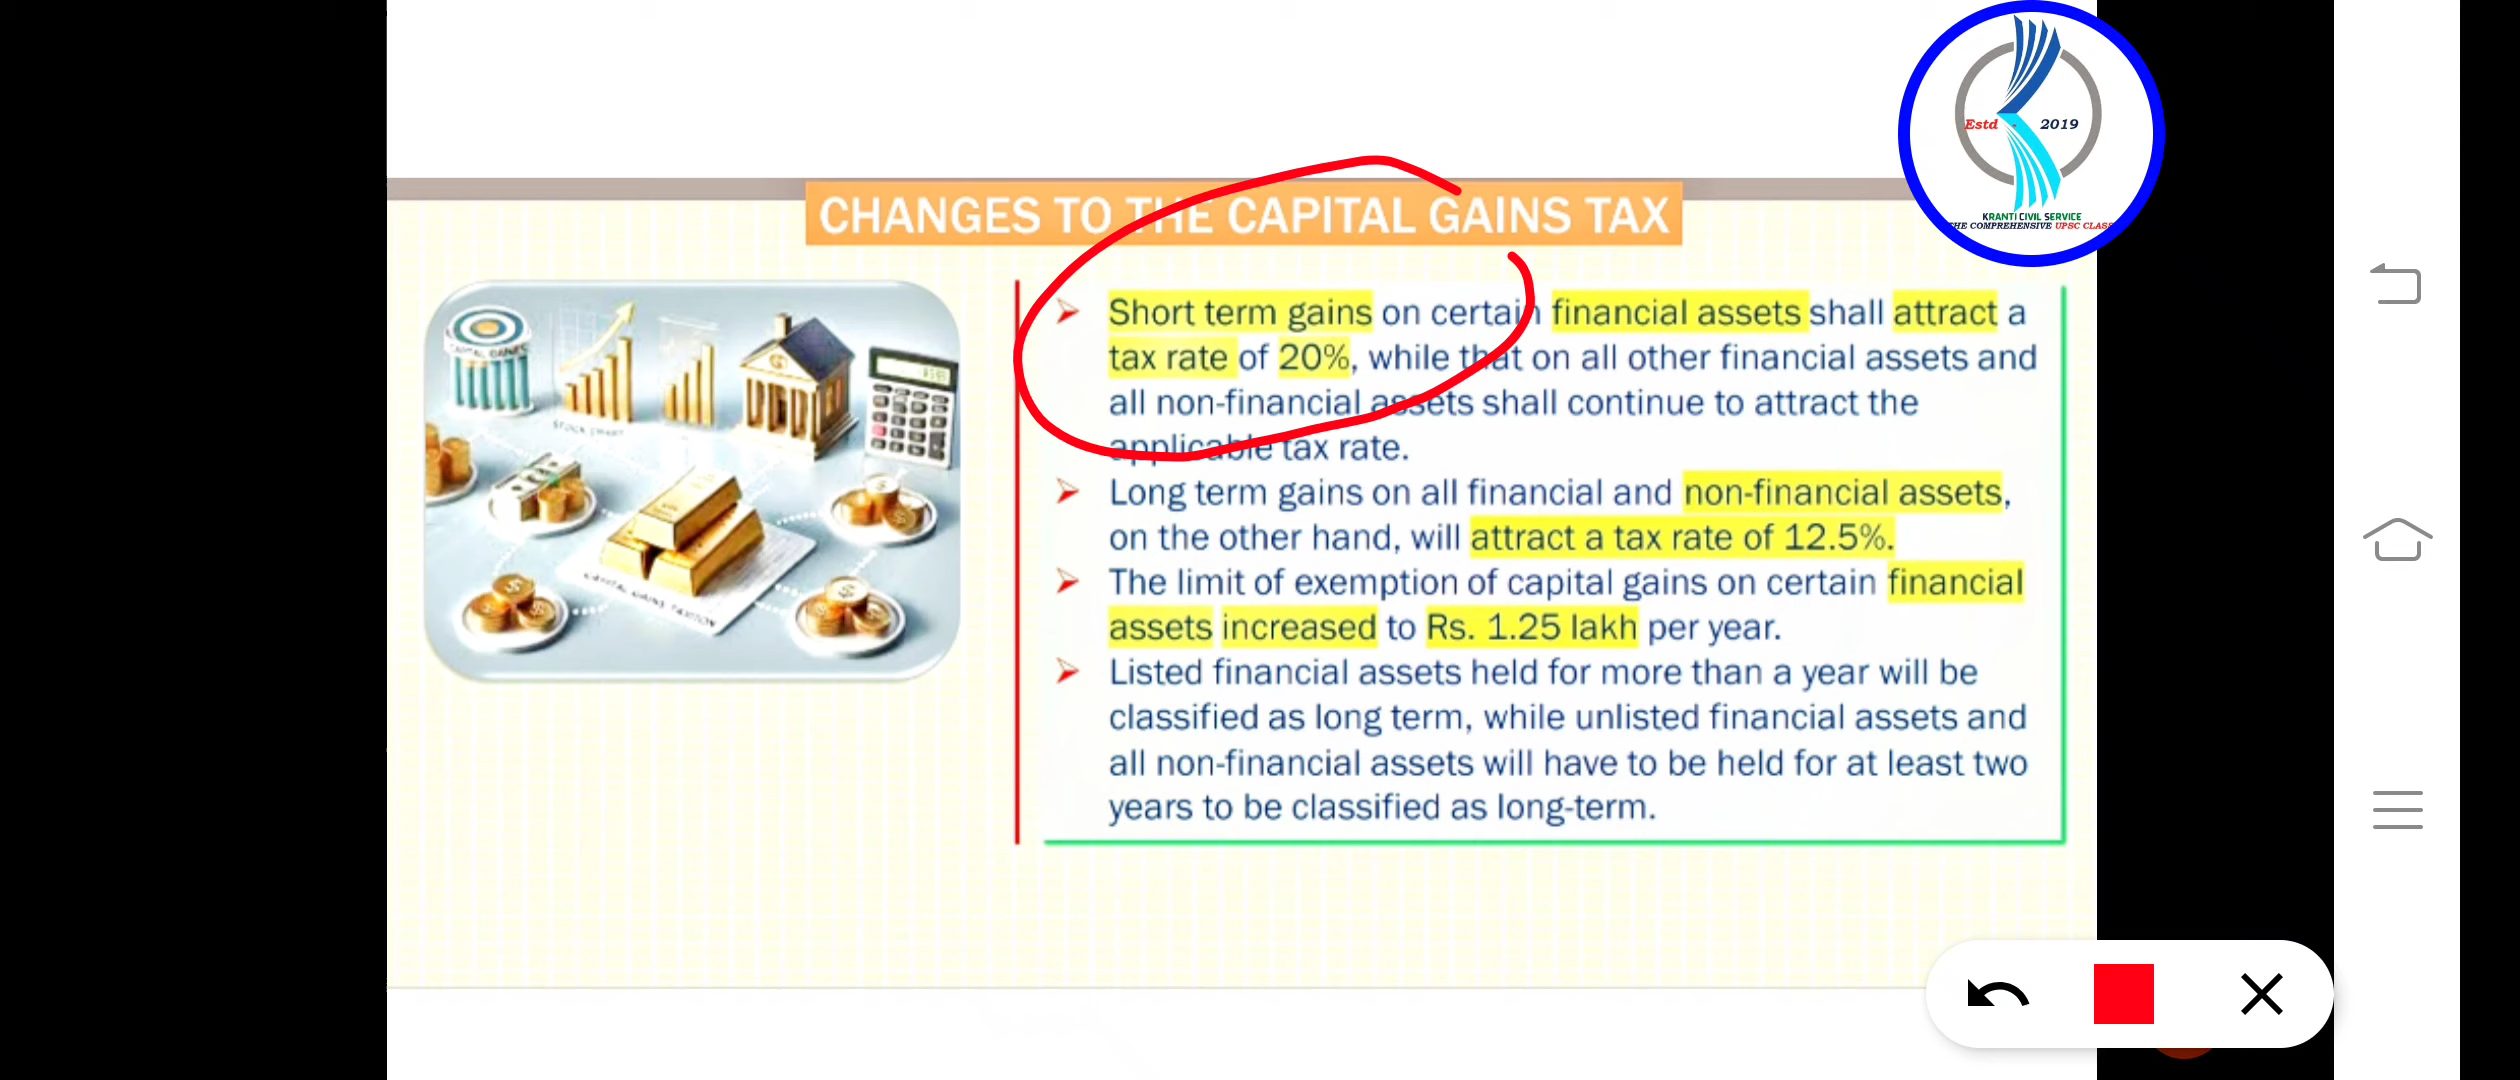 Estd - 2019
KRANTI CIVIL SERVICE
THE COMPREHENSIVE UPSC CLASS
CHANGES TO THE CAPITAL GAINS TAX
Short term gains on certain financial assets shall attract a
tax rate of 20%, while that on all other financial assets and
all non-financial assets shall continue to attract the
applicable tax rate.
Long term gains on all financial and non-financial assets,
on the other hand, will attract a tax rate of 12.5%.
The limit of exemption of capital gains on certain financial
assets increased to Rs. 1.25 lakh per year.
Listed financial assets held for more than a year will be
classified as long term, while unlisted financial assets and
all non-financial assets will have to be held for at least two
years to be classified as long-term.